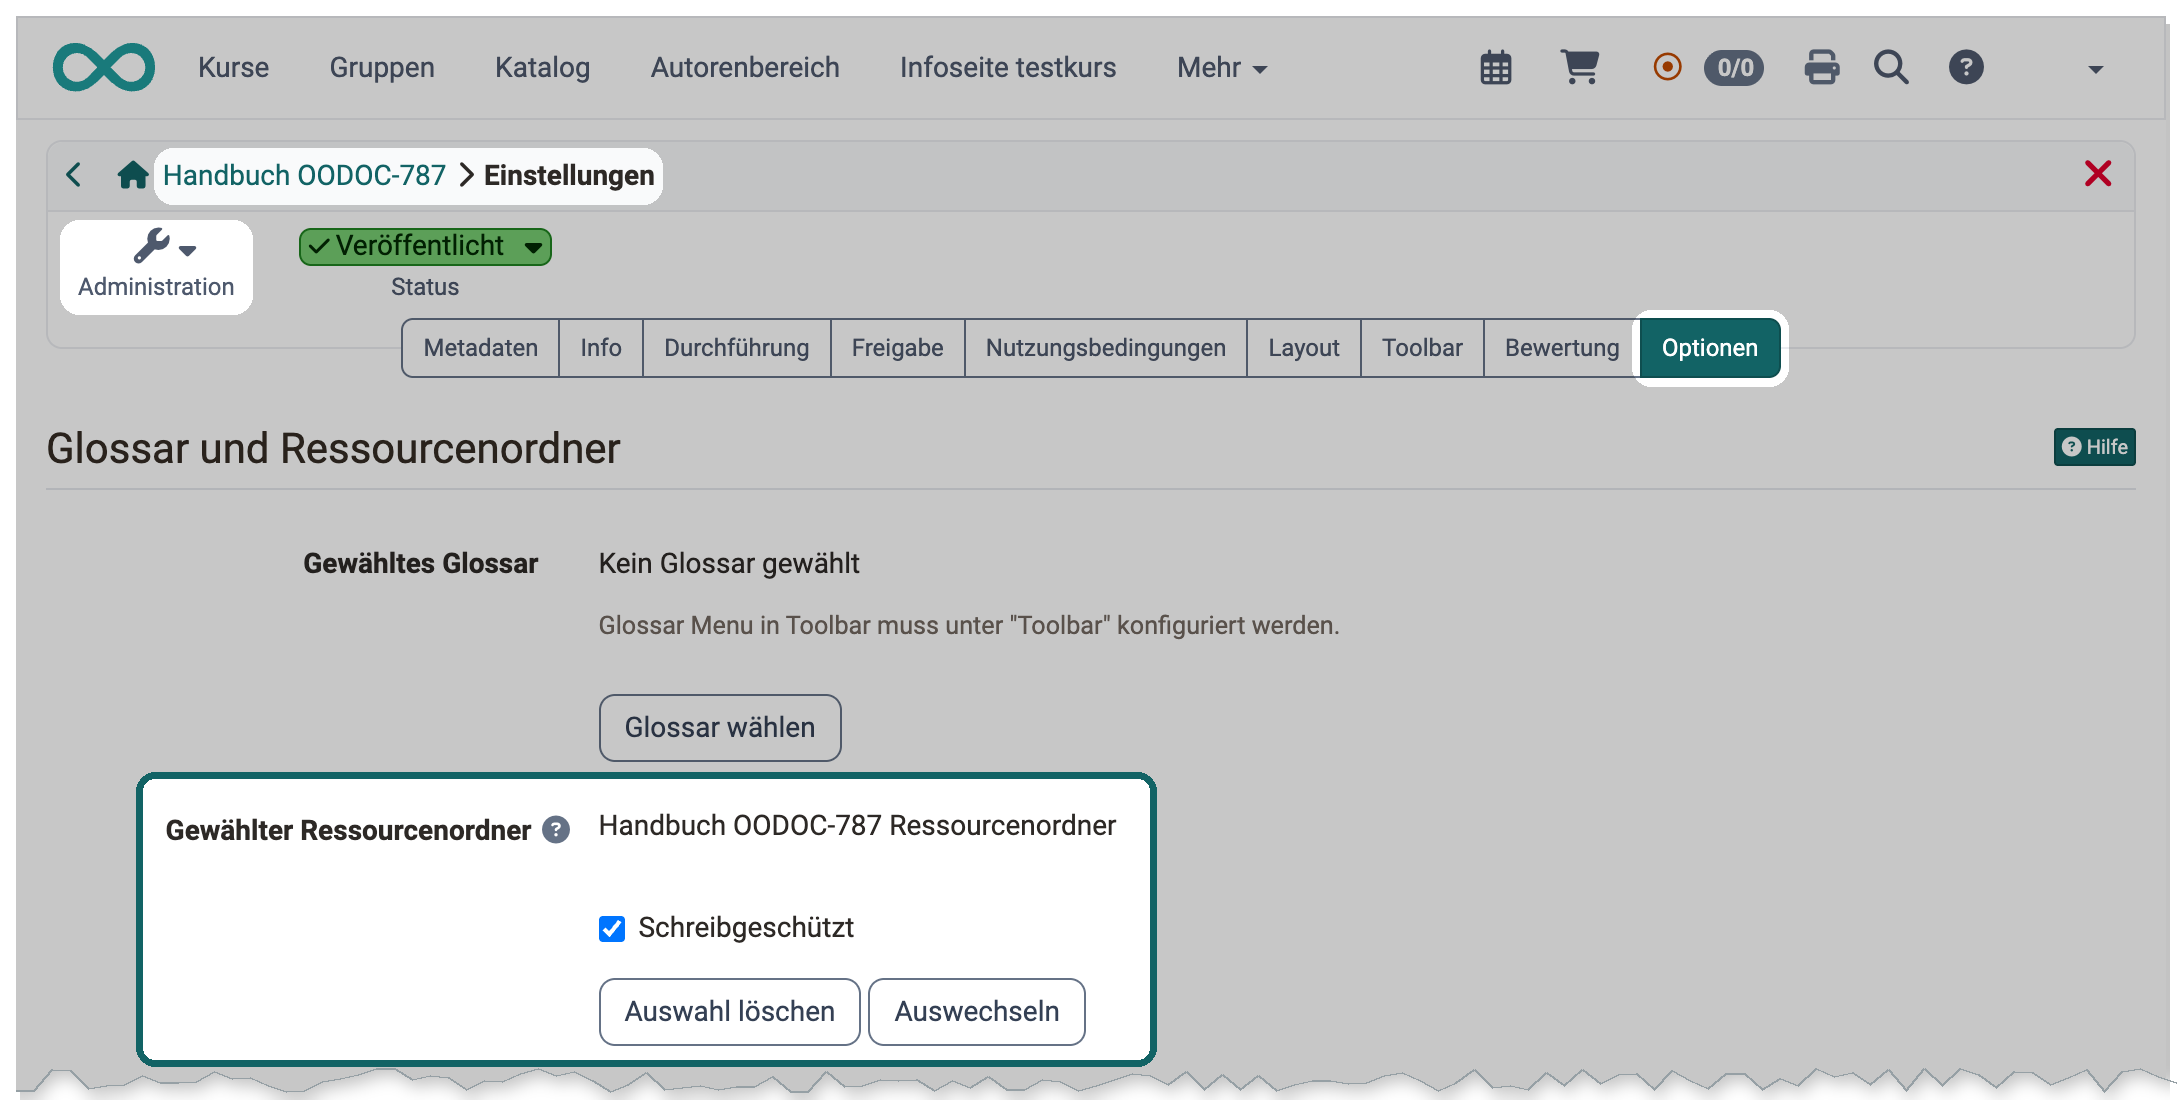 Kurse Gruppen Katalog Autorenbereich Infoseite testkurs Mehr 0/0 ?
Handbuch OODOC-787 Einstellungen
Veröffentlicht
Administration Status
Metadaten Info Durchführung Freigabe Nutzungsbedingungen Layout Toolbar Bewertung Optionen
Glossar und Ressourcenordner ? Hilfe
Gewähltes Glossar Kein Glossar gewählt
Glossar Menu in Toolbar muss unter "Toolbar" konfiguriert werden.
Glossar wählen
Gewählter Ressourcenordner ? Handbuch OODOC-787 Ressourcenordner
Schreibgeschützt
Auswahl löschen Auswechseln